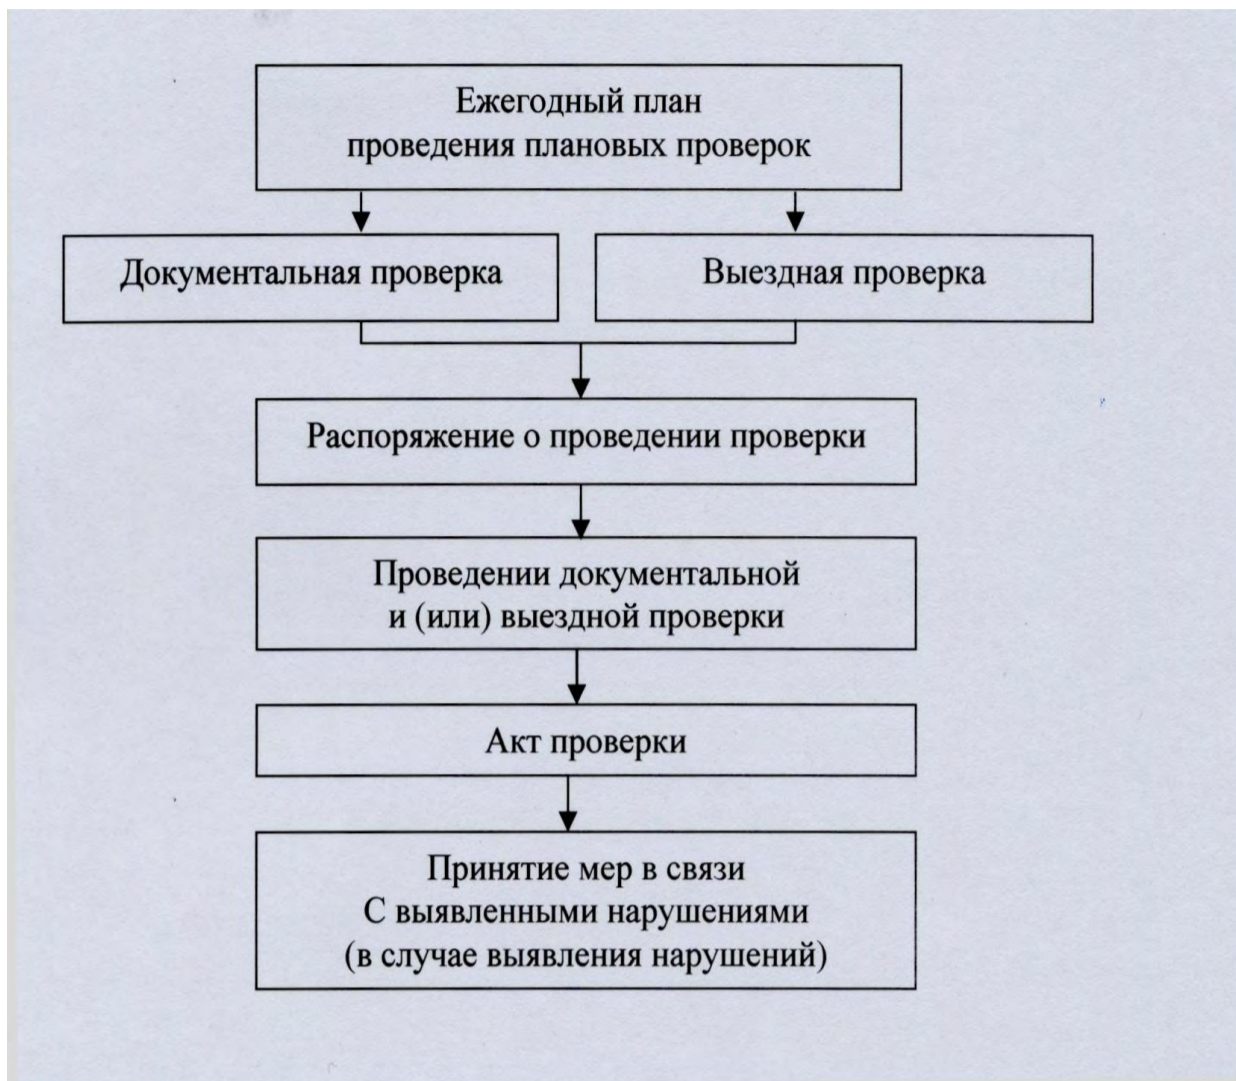 Ежегодный план
проведения плановых проверок
Документальная проверка
Выездная проверка
Распоряжение о проведении проверки
Проведении документальной
и (или) выездной проверки
Акт проверки
Принятие мер в связи
С выявленными нарушениями
(в случае выявления нарушений)